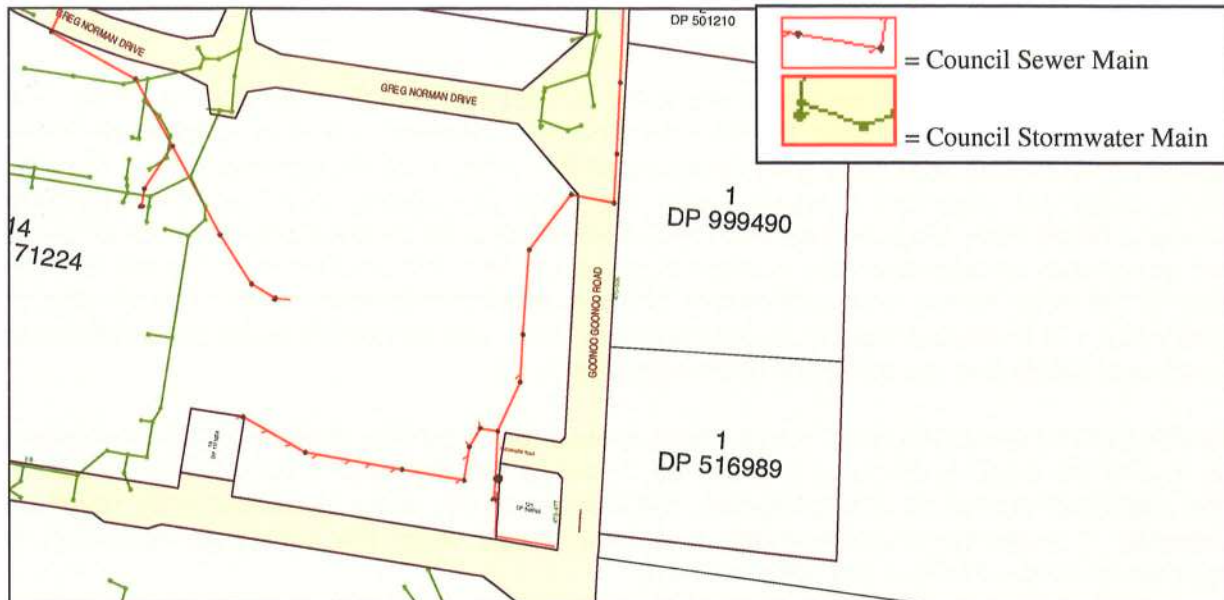 GREG NORMAN DRIVE
DP 501210
= Council Sewer Main
GREG NORMAN DRIVE
= Council Stormwater Main
1
DP 999490
14
71224
GOONOO GOONOO ROAD
1
DP 516989